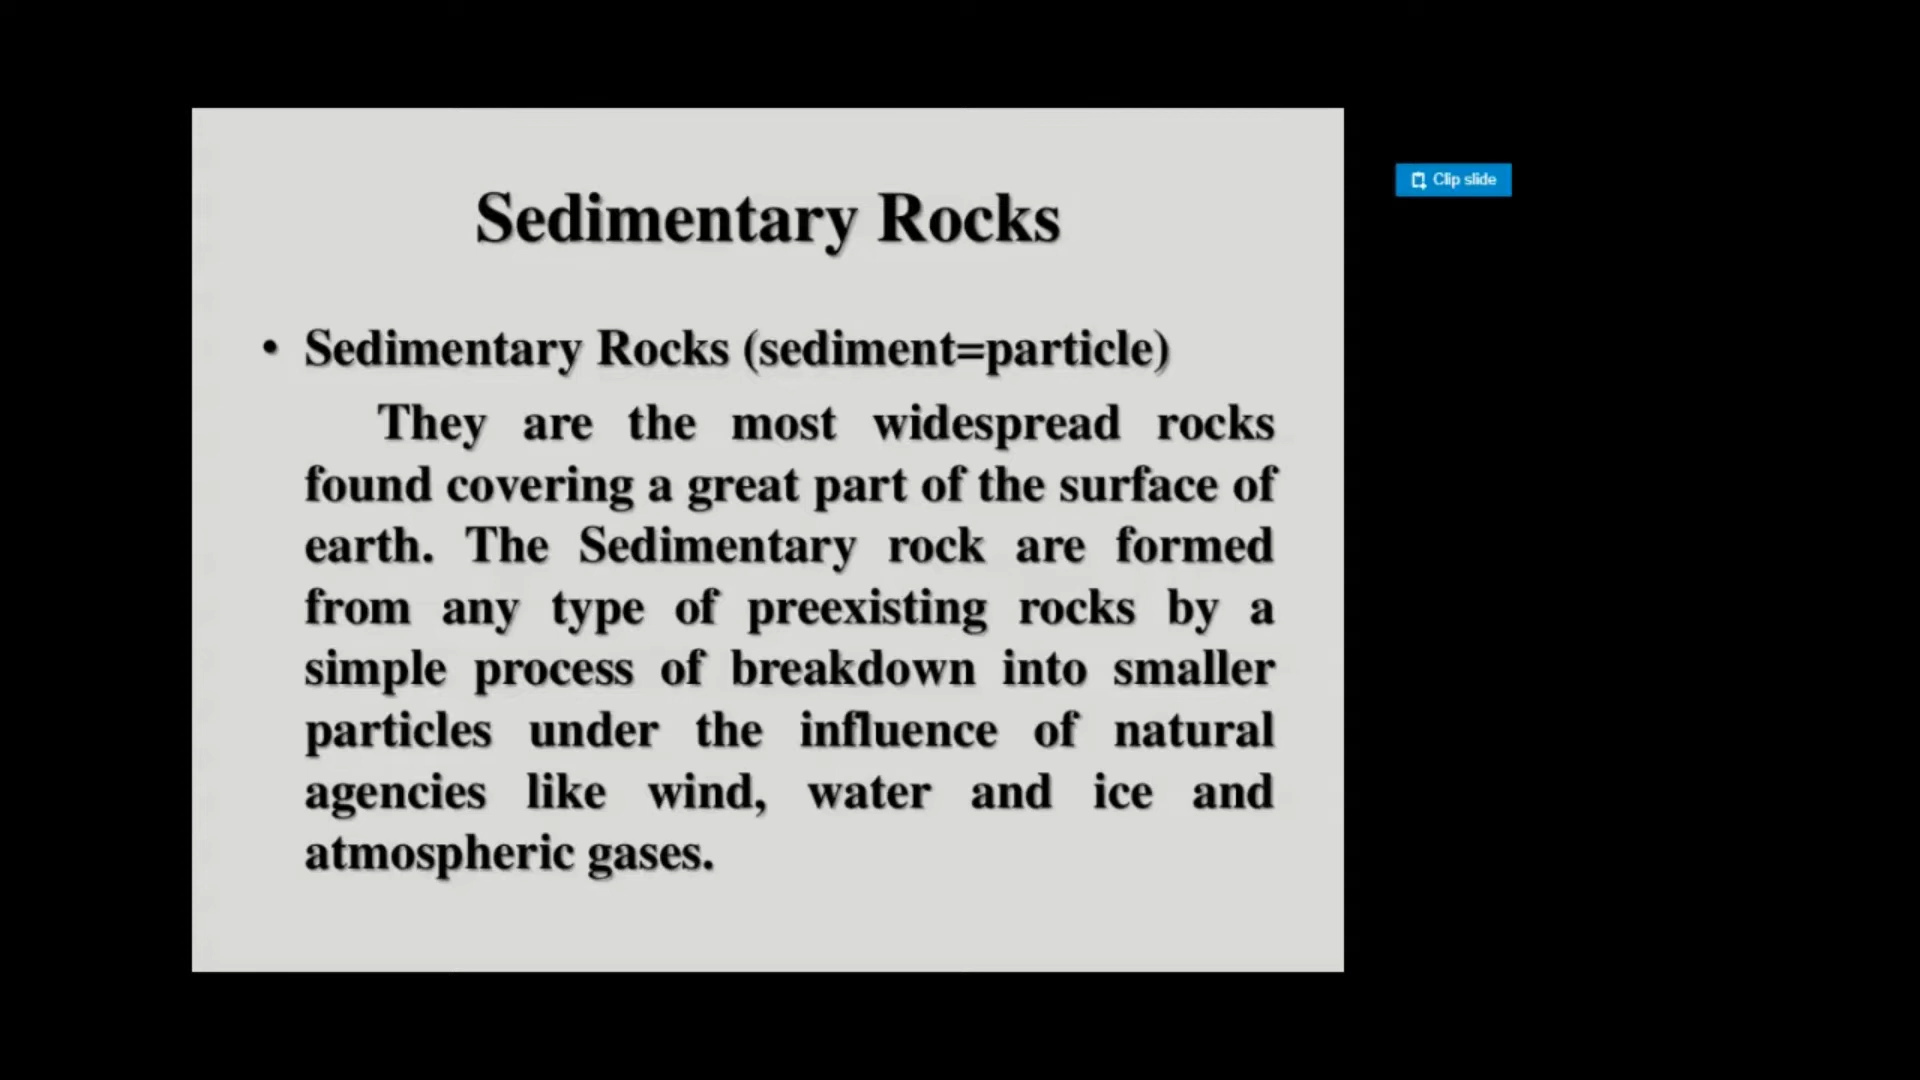 Sedimentary Rocks
Clip slide
• Sedimentary Rocks (sediment=particle)
They are the most widespread rocks
found covering a great part of the surface of
earth. The Sedimentary rock are formed
from any type of preexisting rocks by a
simple process of breakdown into smaller
particles under the influence of natural
agencies like wind, water and ice and
atmospheric gases.